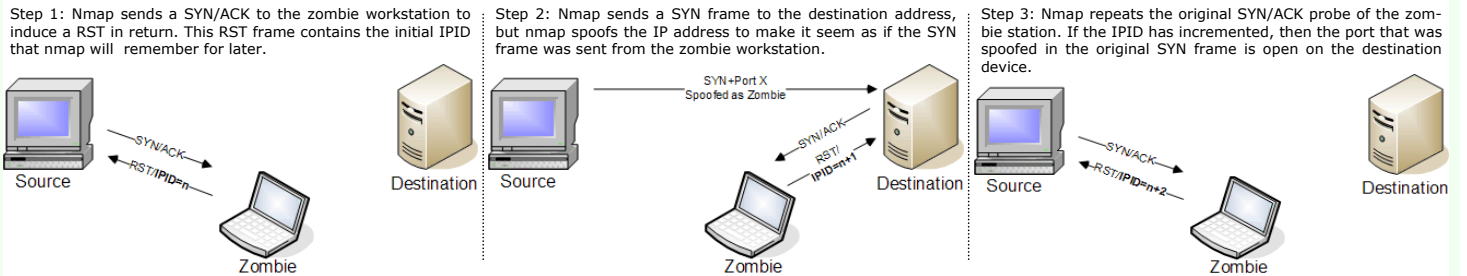 Step 1: Nmap sends a SYN/ACK to the zombie workstation to
induce a RST in return. This RST frame contains the initial IPID
that nmap will remember for later.
SYN/ACK
RST/IPID=n
Source
Destination
Zombie
Step 2: Nmap sends a SYN frame to the destination address,
but nmap spoofs the IP address to make it seem as if the SYN
frame was sent from the zombie workstation.
SYN+Port X
Spoofed as Zombie
SYN/ACK
RST/
IPID=n+1
Source
Destination
Zombie
Step 3: Nmap repeats the original SYN/ACK probe of the zom-
bie station. If the IPID has incremented, then the port that was
spoofed in the original SYN frame is open on the destination
device.
SYN/ACK
RST/IPID=n+2
Source
Destination
Zombie